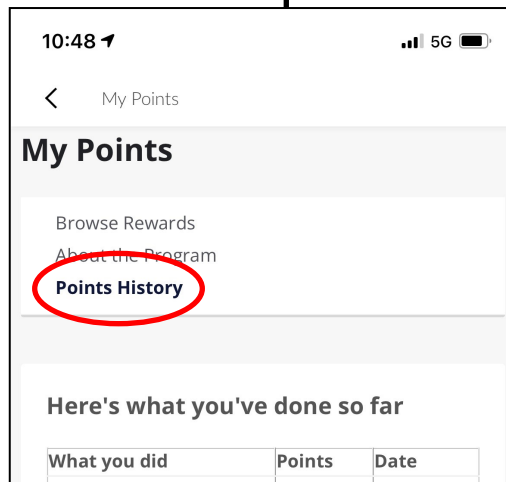 10:48 5G
My Points
My Points
Browse Rewards
About the Program
Points History
Here's what you've done so far
What you did Points Date